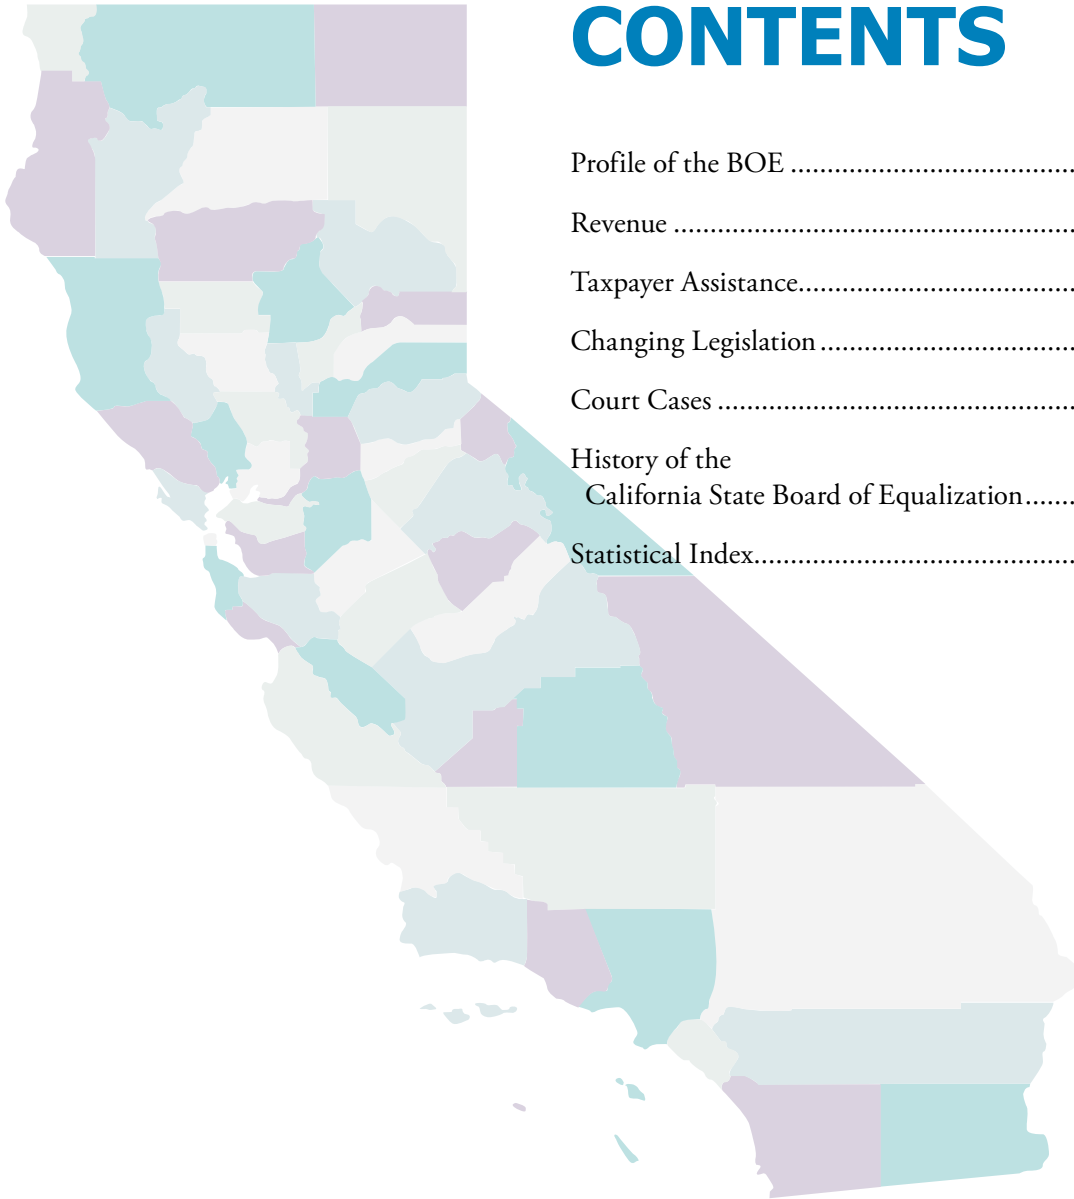 CONTENTS
Profile of the BOE ......................................
Revenue ......................................................
Taxpayer Assistance.....................................
Changing Legislation ..................................
Court Cases ................................................
History of the
California State Board of Equalization.......
Statistical Index...........................................